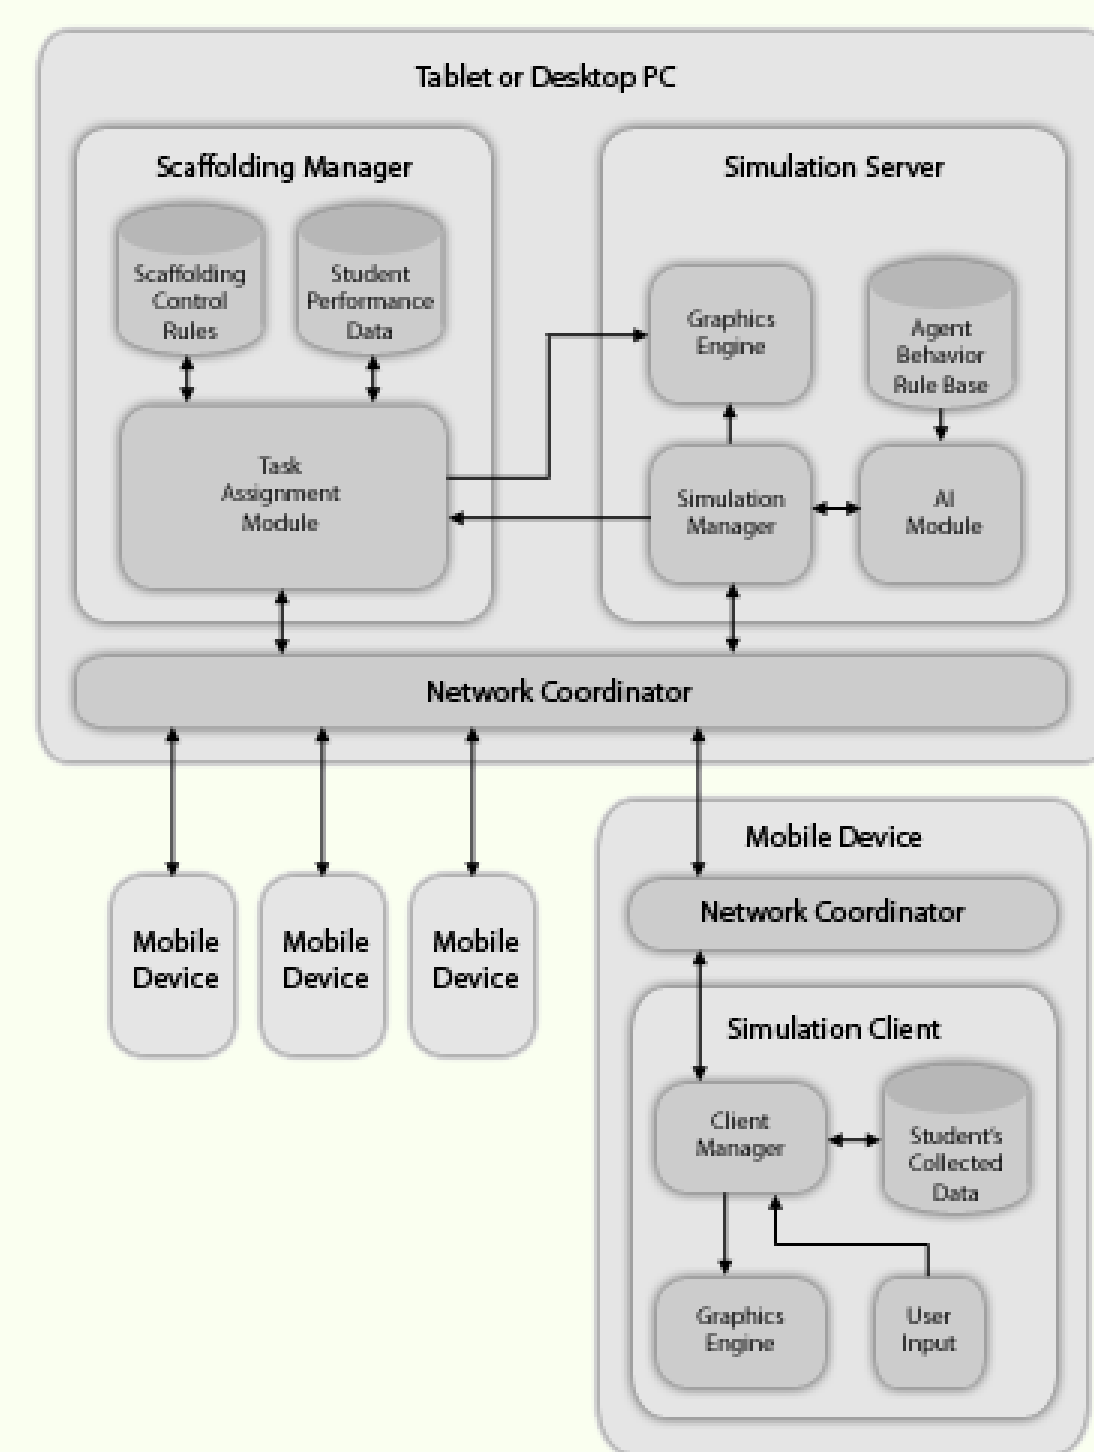 Tablet or Desktop PC
Scaffolding Manager
Scaffolding
Control
Rules
Student
Performance
Data
Task
Assignment
Module
Simulation Server
Graphics
Engine
Agent
Behavior
Rule Base
Simulation
Manager
AI
Module
Network Coordinator
Mobile
Device
Mobile
Device
Mobile
Device
Mobile Device
Network Coordinator
Simulation Client
Client
Manager
Student's
Collected
Data
Graphics
Engine
User
Input